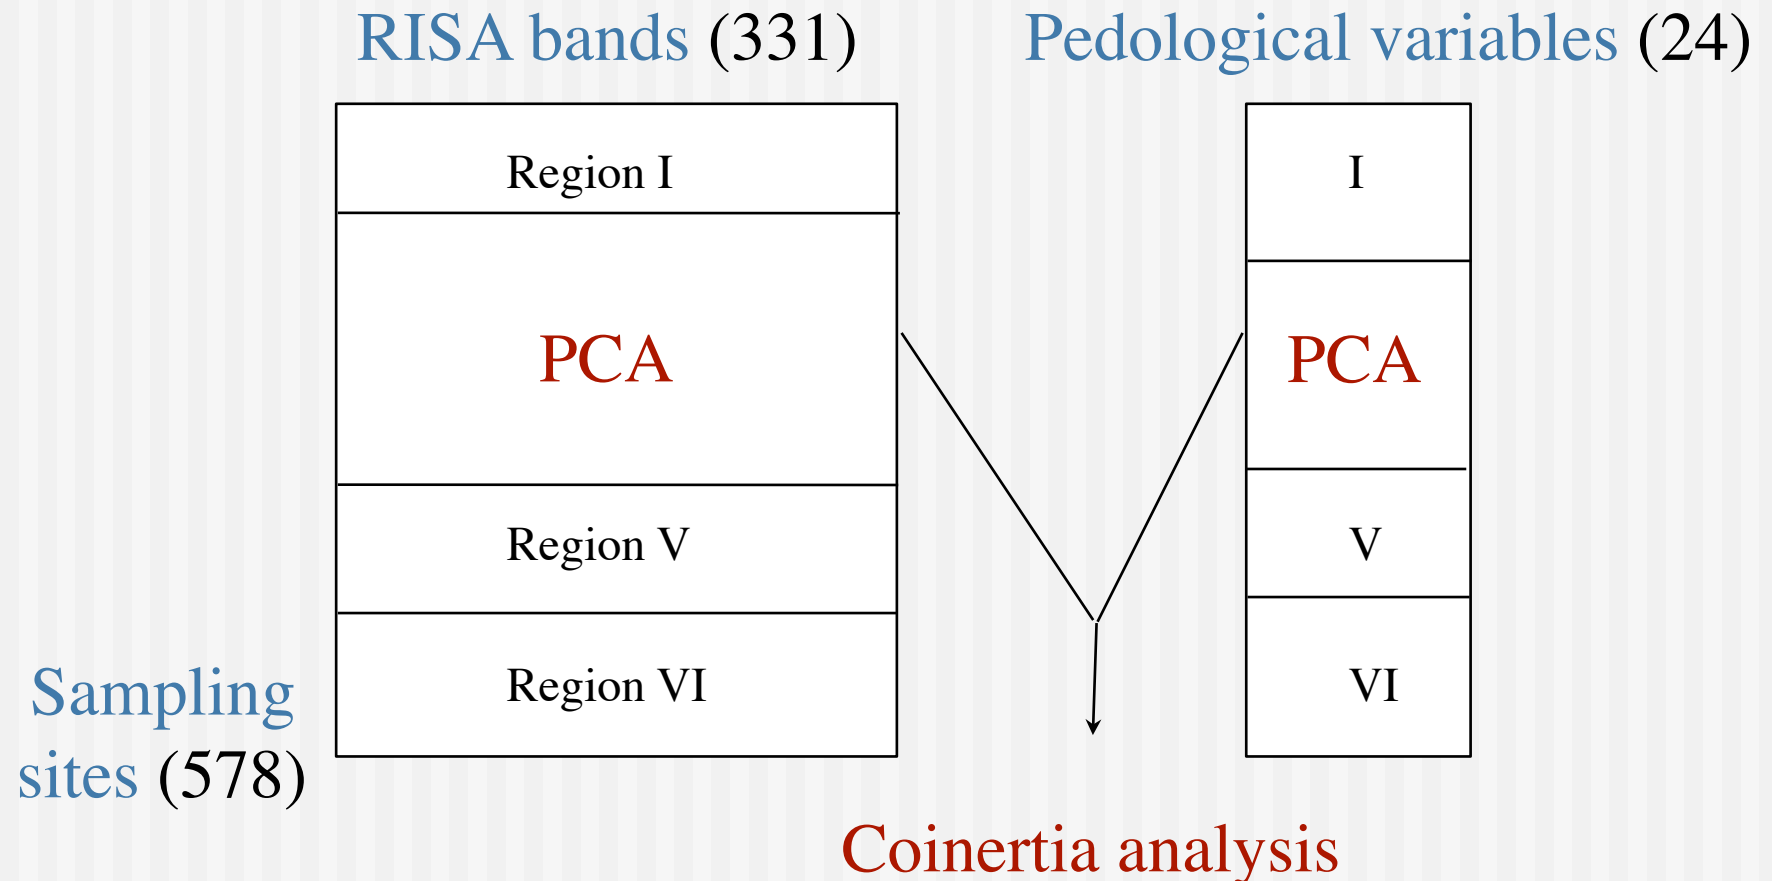 RISA bands (331)
Pedological variables (24)
Region I
I
PCA
PCA
Region V
V
Region VI
VI
Sampling
sites (578)
Coinertia analysis